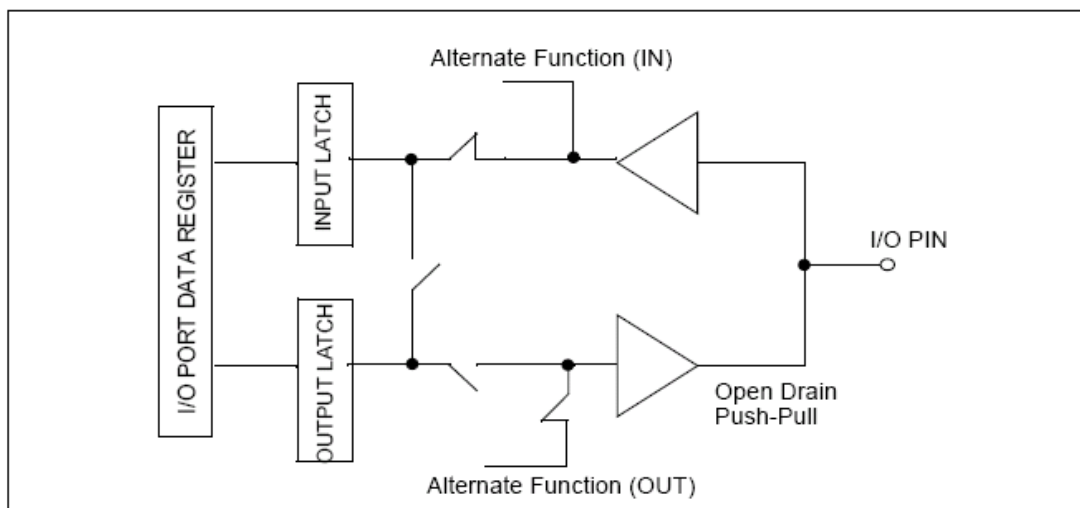 Alternate Function (IN)
I/O PORT DATA REGISTER
INPUT LATCH
I/O PIN
OUTPUT LATCH
Open Drain
Push-Pull
Alternate Function (OUT)